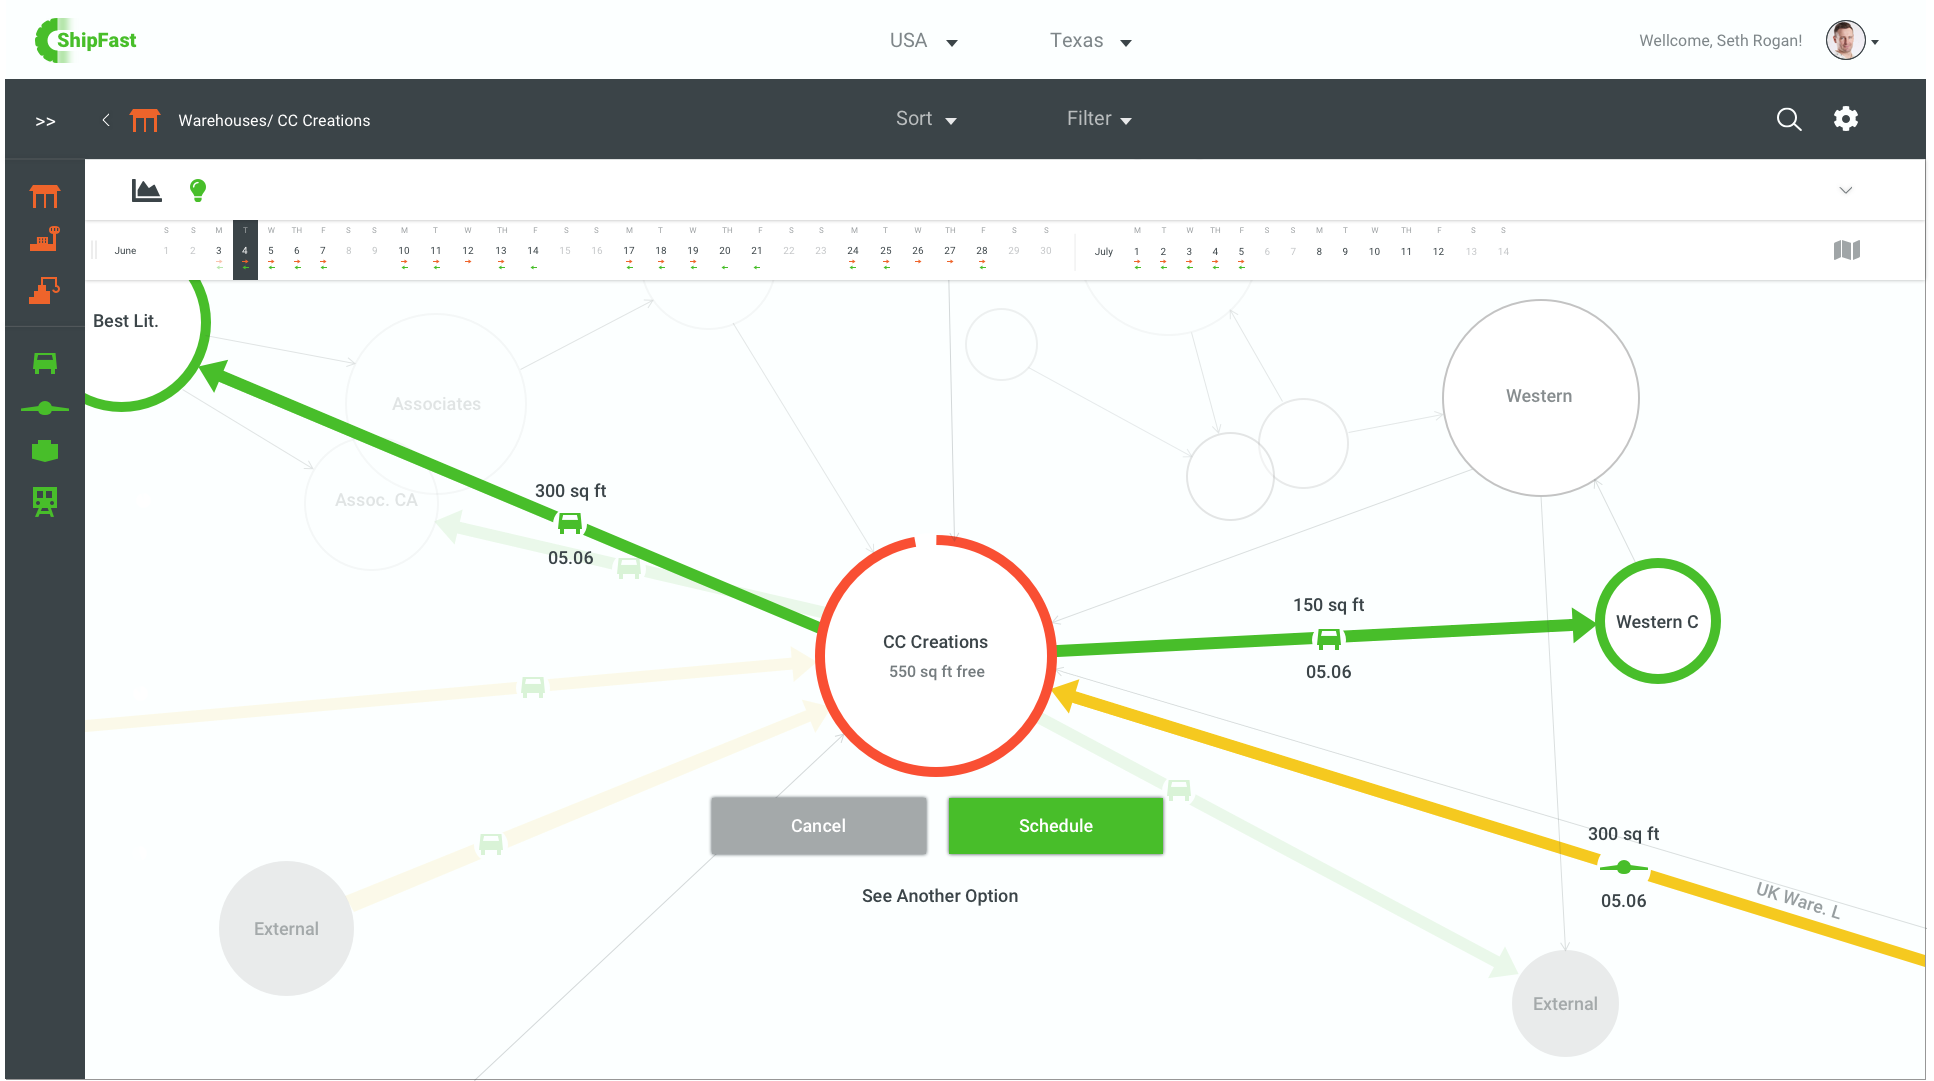 ShipFast
USA
Texas
Wellcome, Seth Rogan!
>>
Warehouses/ CC Creations
Sort
Filter
S S M T W TH F S S M T W TH F S S M T W TH F S S M T W TH F S S M T W TH F S S M T W TH F S S
June 1 2 3 4 5 6 7 8 9 10 11 12 13 14 15 16 17 18 19 20 21 22 23 24 25 26 27 28 29 30 July 1 2 3 4 5 6 7 8 9 10 11 12 13 14
Best Lit.
Associates
Western
Assoc. CA
300 sq ft
05.06
150 sq ft
05.06
Western C
CC Creations
550 sq ft free
Cancel
Schedule
300 sq ft
05.06
UK Ware. L
See Another Option
External
External